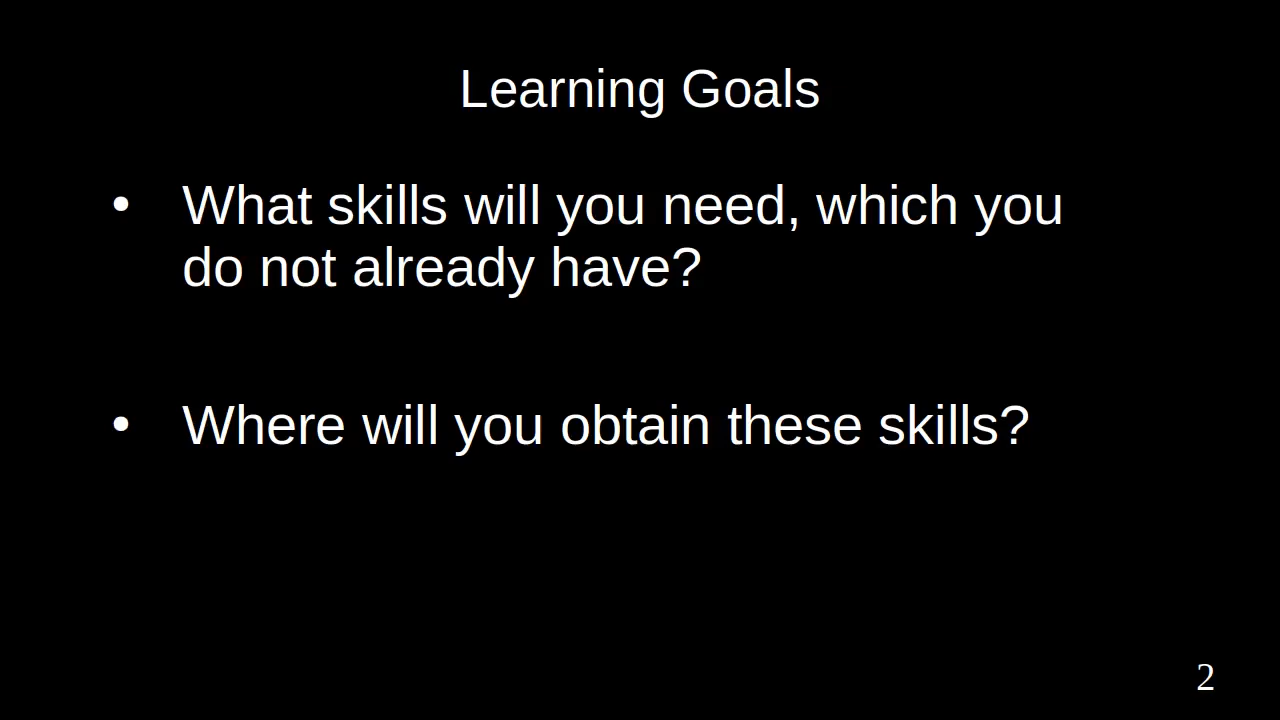 Learning Goals
• What skills will you need, which you
do not already have?
• Where will you obtain these skills?
2